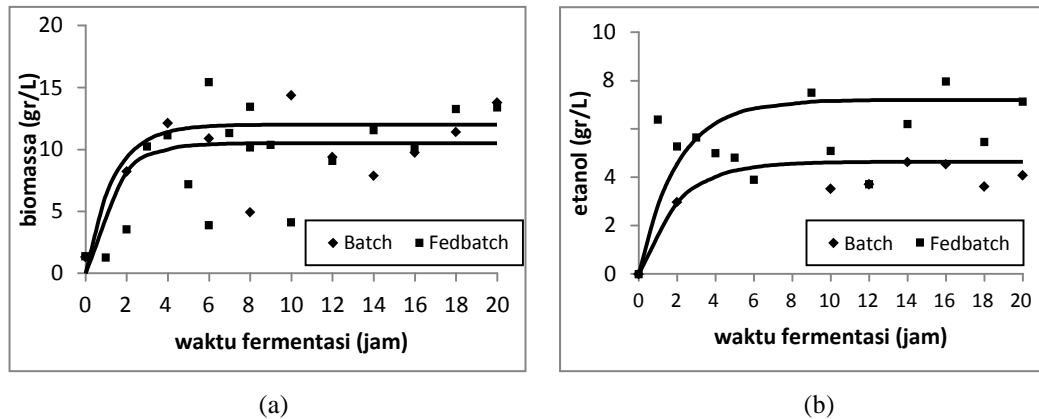 20
15
10
5
0
biomassa (gr/L)
0 2 4 6 8 10 12 14 16 18 20
waktu fermentasi (jam)
Batch Fedbatch
(a)
10
8
6
4
2
0
etanol (gr/L)
0 2 4 6 8 10 12 14 16 18 20
waktu fermentasi (jam)
Batch Fedbatch
(b)